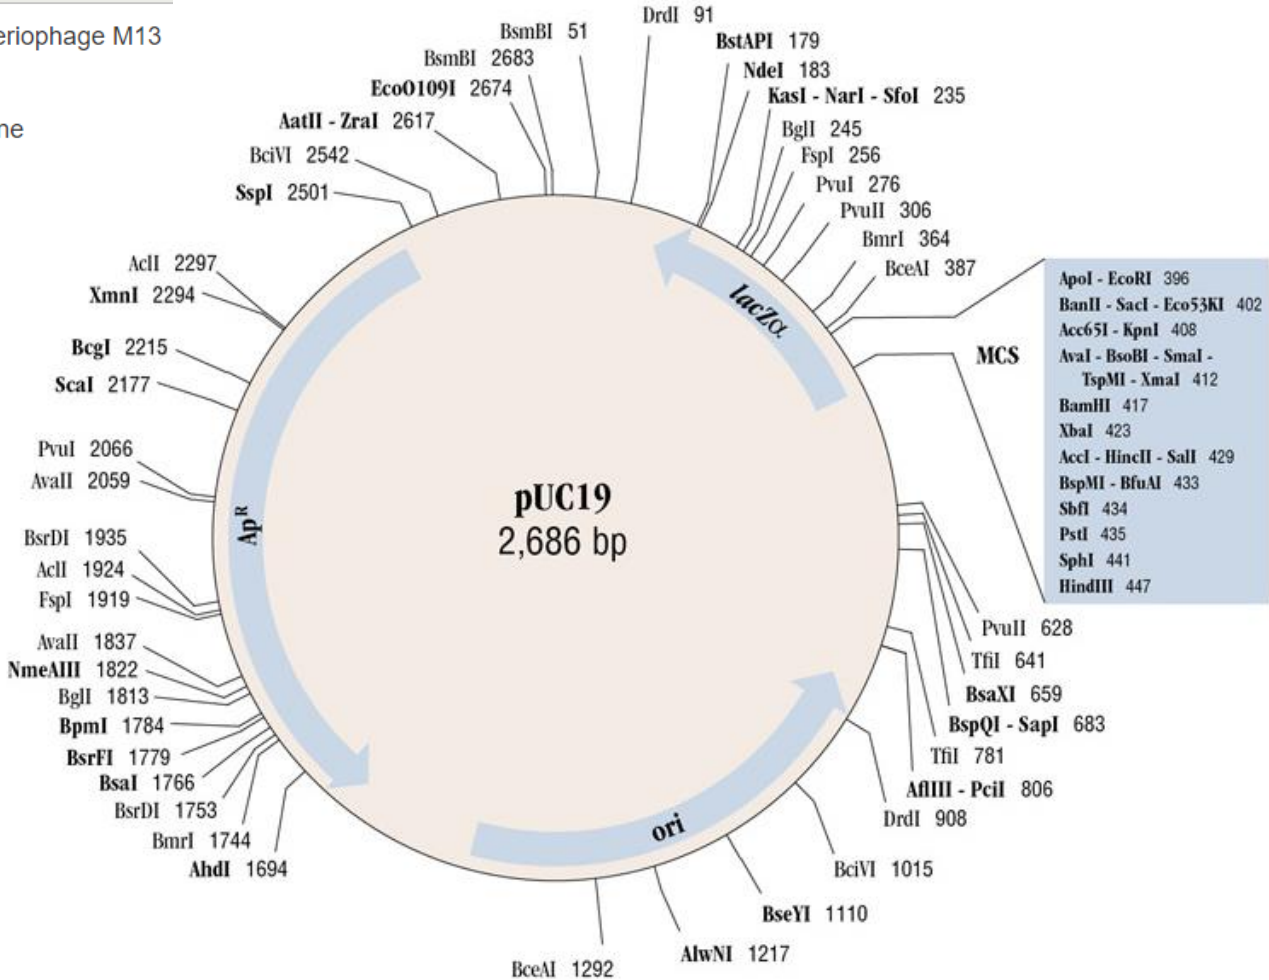 eriophage M13
ne
DrdI 91
BsmBI 51
BstAPI 179
BsmBI 2683
NdeI 183
EcoO109I 2674
KasI - NarI - SfoI 235
AatII - ZraI 2617
BglI 245
BciVI 2542
FspI 256
SspI 2501
PvuI 276
PvuII 306
BmrI 364
BceAI 387
AclI 2297
XmnI 2294
BcgI 2215
ScaI 2177
PvuI 2066
AvaII 2059
BsrDI 1935
AclI 1924
FspI 1919
AvaII 1837
NmeAIII 1822
BglI 1813
BpmI 1784
BsrFI 1779
BsaI 1766
BsrDI 1753
BmrI 1744
AhdI 1694
lacZα
ApR
pUC19
2,686 bp
ori
MCS
ApoI - EcoRI 396
BanII - SacI - Eco53KI 402
Acc65I - KpnI 408
AvaI - BsoBI - SmaI -
TspMI - XmaI 412
BamHI 417
XbaI 423
AccI - HincII - SalI 429
BspMI - BfuAI 433
SbfI 434
PstI 435
SphI 441
HindIII 447
PvuII 628
TfiI 641
BsaXI 659
BspQI - SapI 683
TfiI 781
AflIII - PciI 806
DrdI 908
BciVI 1015
BseYI 1110
AlwNI 1217
BceAI 1292